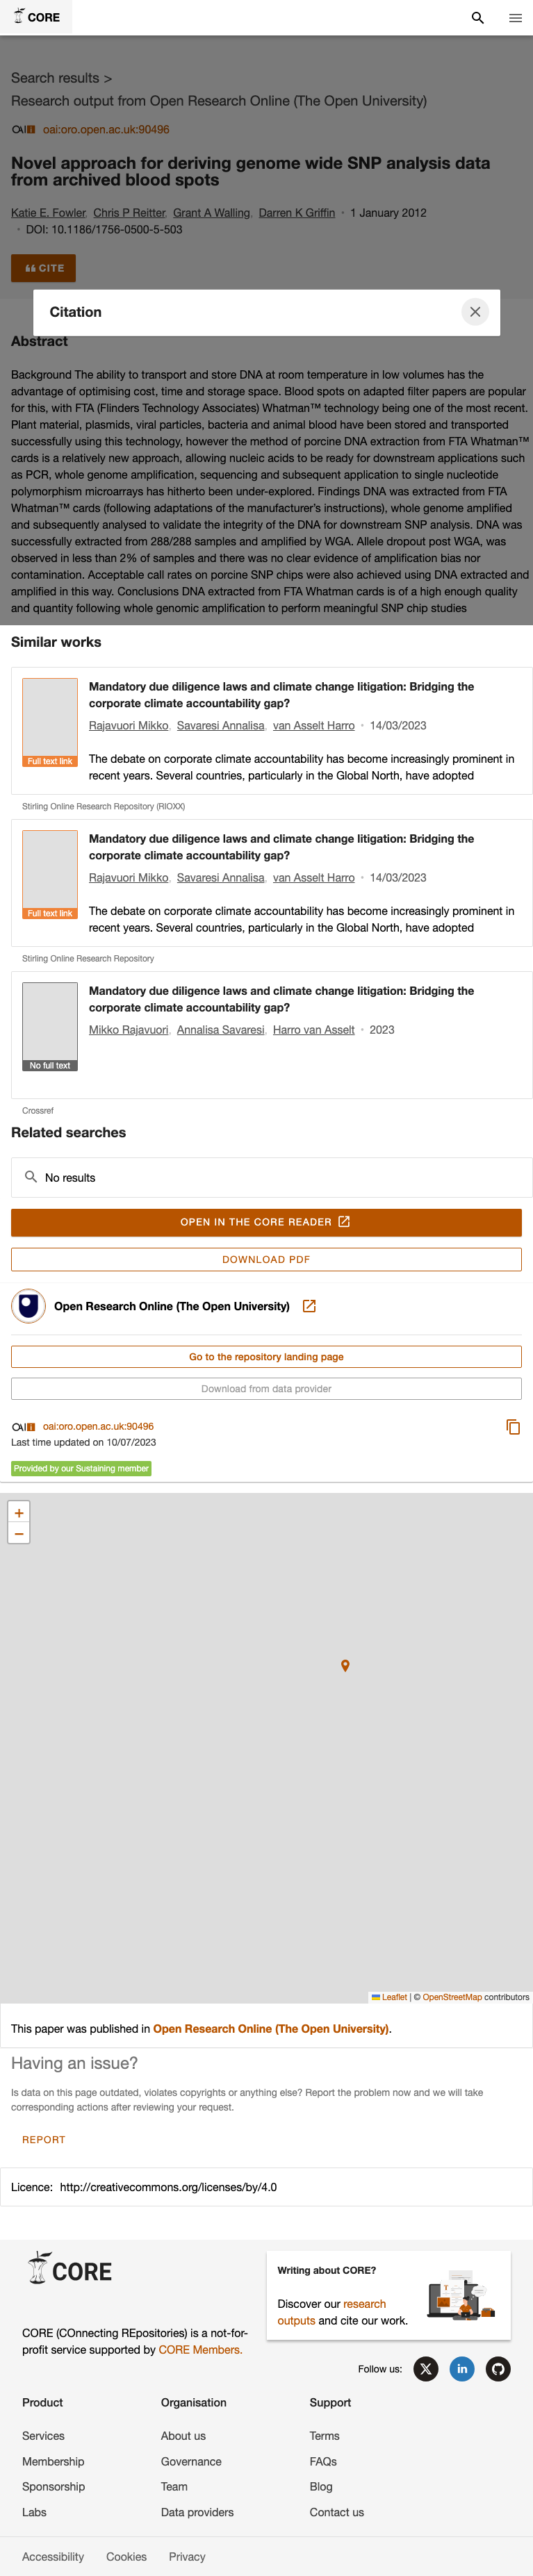 CORE
Search results >
Research output from Open Research Online (The Open University)
OAI oai:oro.open.ac.uk:90496
Novel approach for deriving genome wide SNP analysis data
from archived blood spots
Katie E. Fowler, Chris P Reitter, Grant A Walling, Darren K Griffin • 1 January 2012
• DOI: 10.1186/1756-0500-5-503
CITE
Citation
Abstract
Background The ability to transport and store DNA at room temperature in low volumes has the
advantage of optimising cost, time and storage space. Blood spots on adapted filter papers are popular
for this, with FTA (Flinders Technology Associates) Whatman™ technology being one of the most recent.
Plant material, plasmids, viral particles, bacteria and animal blood have been stored and transported
successfully using this technology, however the method of porcine DNA extraction from FTA Whatman™
cards is a relatively new approach, allowing nucleic acids to be ready for downstream applications such
as PCR, whole genome amplification, sequencing and subsequent application to single nucleotide
polymorphism microarrays has hitherto been under-explored. Findings DNA was extracted from FTA
Whatman™ cards (following adaptations of the manufacturer's instructions), whole genome amplified
and subsequently analysed to validate the integrity of the DNA for downstream SNP analysis. DNA was
successfully extracted from 288/288 samples and amplified by WGA. Allele dropout post WGA, was
observed in less than 2% of samples and there was no clear evidence of amplification bias nor
contamination. Acceptable call rates on porcine SNP chips were also achieved using DNA extracted and
amplified in this way. Conclusions DNA extracted from FTA Whatman cards is of a high enough quality
and quantity following whole genomic amplification to perform meaningful SNP chip studies
Similar works
Mandatory due diligence laws and climate change litigation: Bridging the
corporate climate accountability gap?
Rajavuori Mikko, Savaresi Annalisa, van Asselt Harro • 14/03/2023
The debate on corporate climate accountability has become increasingly prominent in
Full text link
recent years. Several countries, particularly in the Global North, have adopted
Stirling Online Research Repository (RIOXX)
Mandatory due diligence laws and climate change litigation: Bridging the
corporate climate accountability gap?
Rajavuori Mikko, Savaresi Annalisa, van Asselt Harro • 14/03/2023
The debate on corporate climate accountability has become increasingly prominent in
Full text link
recent years. Several countries, particularly in the Global North, have adopted
Stirling Online Research Repository
Mandatory due diligence laws and climate change litigation: Bridging the
corporate climate accountability gap?
Mikko Rajavuori, Annalisa Savaresi, Harro van Asselt • 2023
No full text
Crossref
Related searches
No results
OPEN IN THE CORE READER
DOWNLOAD PDF
Open Research Online (The Open University)
Go to the repository landing page
Download from data provider
OAI oai:oro.open.ac.uk:90496
Last time updated on 10/07/2023
Provided by our Sustaining member
+
−
Leaflet | © OpenStreetMap contributors
This paper was published in Open Research Online (The Open University).
Having an issue?
Is data on this page outdated, violates copyrights or anything else? Report the problem now and we will take
corresponding actions after reviewing your request.
REPORT
Licence: http://creativecommons.org/licenses/by/4.0
CORE
CORE (COnnecting REpositories) is a not-for-
profit service supported by CORE Members.
Writing about CORE?
Discover our research
outputs and cite our work.
Follow us:
Product
Services
Membership
Sponsorship
Labs
Organisation
About us
Governance
Team
Data providers
Support
Terms
FAQs
Blog
Contact us
Accessibility Cookies Privacy